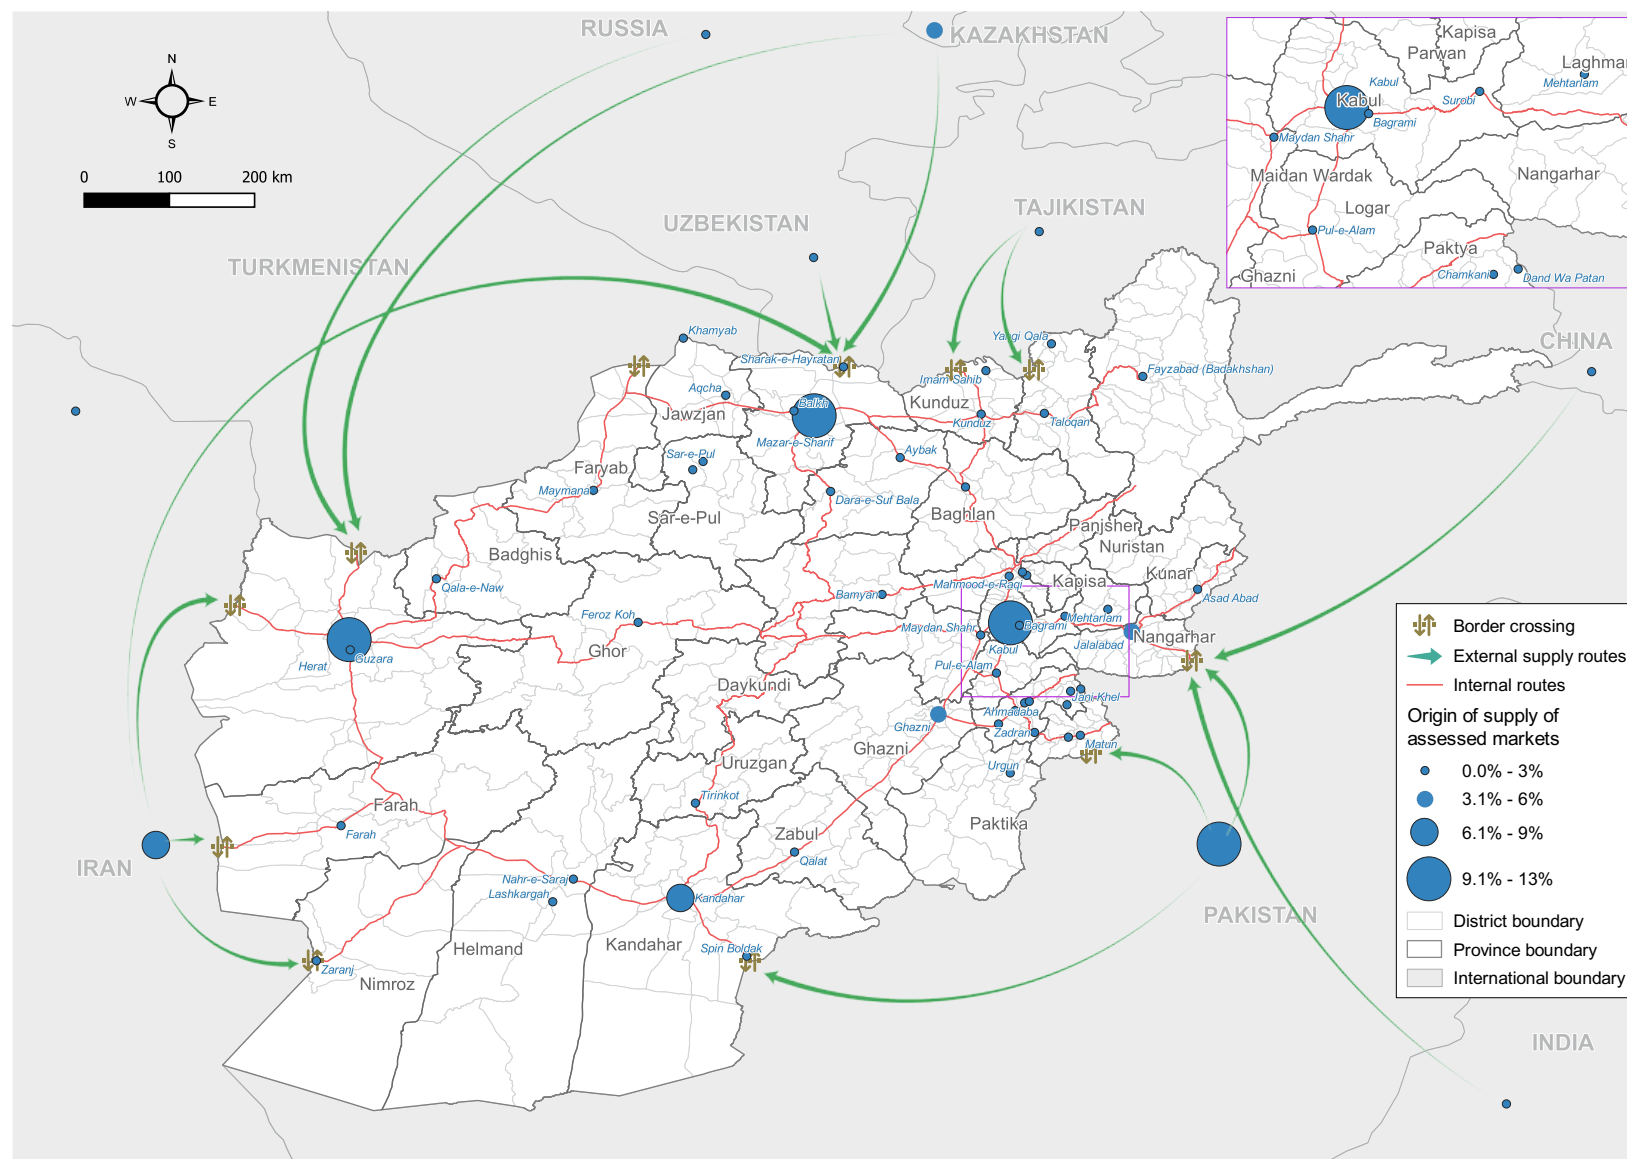 RUSSIA
KAZAKHSTAN
N
W
E
S
0
100
200 km
UZBEKISTAN
TAJIKISTAN
TURKMENISTAN
CHINA
IRAN
PAKISTAN
INDIA
Kapisa
Parwan
Laghma
Mehtarlam
Kabul
Kabul
Surobi
Bagrami
Maydan Shahr
Maidan Wardak
Nangarhar
Logar
Pul-e-Alam
Paktya
Ghazni
Chamkani
Dand Wa Patan
Khamyab
Sharak-e-Hayratan
Yangi Qala
Imam Sahib
Fayzabad (Badakhshan)
Aqcha
Balkh
Jawzjan
Kunduz
Kunduz
Taloqan
Mazar-e-Sharif
Sar-e-Pul
Aybak
Faryab
Maymana
Dara-e-Suf Bala
Sar-e-Pul
Baghlan
Panjsher
Badghis
Nuristan
Kunar
Qala-e-Naw
Mahmood-e-Raqi
Kapisa
Bamyan
Asad Abad
Feroz Koh
Maydan Shahr
Bagrami
Mehtarlam
Nangarhar
Jalalabad
Kabul
Herat
Guzara
Ghor
Pul-e-Alam
Daykundi
Jani Khel
Ahmadaba
Ghazni
Zadran
Matun
Ghazni
Uruzgan
Urgun
Tirinkot
Farah
Farah
Zabul
Paktika
Qalat
Nahr-e-Saraj
Lashkargah
Kandahar
Helmand
Kandahar
Spin Boldak
Zaranj
Nimroz
Border crossing
External supply routes
Internal routes
Origin of supply of
assessed markets
0.0% - 3%
3.1% - 6%
6.1% - 9%
9.1% - 13%
District boundary
Province boundary
International boundary